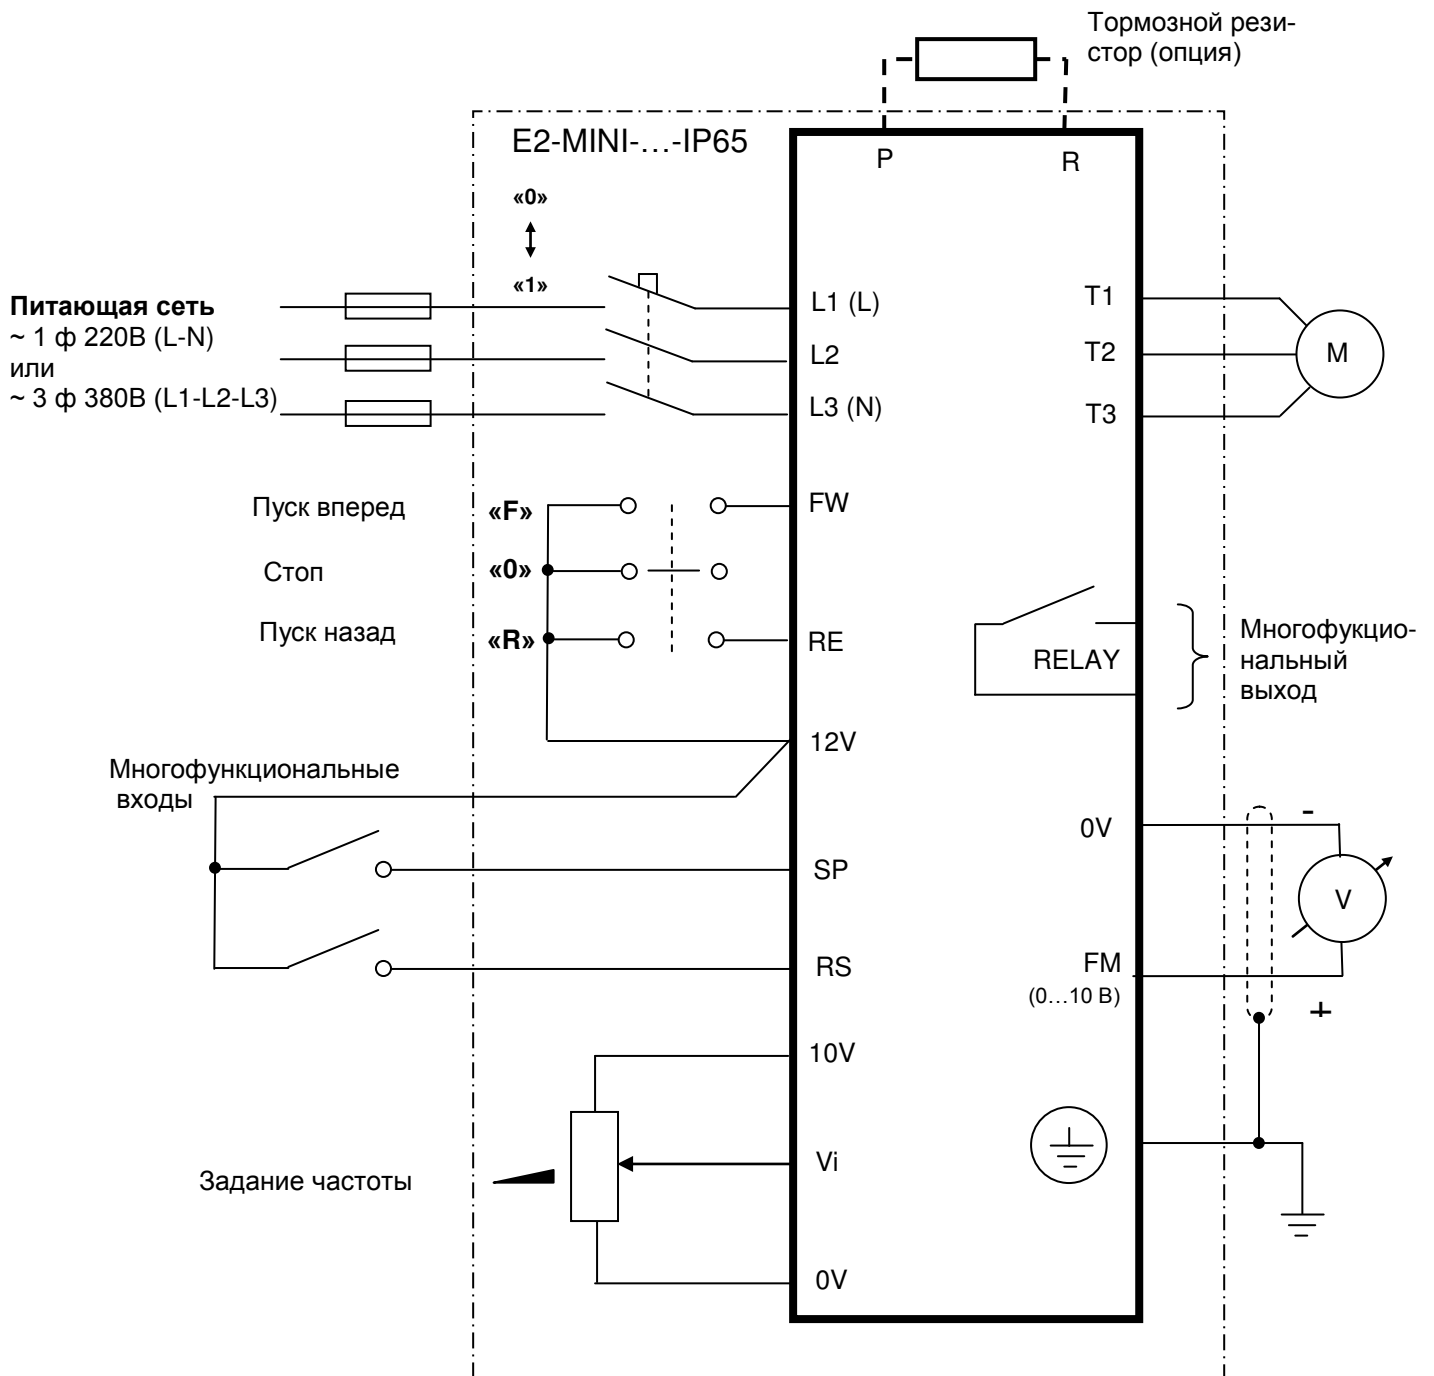 Тормозной рези-
стор (опция)
E2-MINI-…-IP65
P
R
«0»
«1»
Питающая сеть
~ 1 ф 220В (L-N)
или
~ 3 ф 380В (L1-L2-L3)
L1 (L)
L2
L3 (N)
T1
T2
T3
M
Пуск вперед
«F»
FW
Стоп
«0»
Пуск назад
«R»
RE
RELAY
Многофукцио-
нальный
выход
12V
Многофункциональные
входы
0V
-
SP
V
RS
FM
(0…10 В)
+
10V
Задание частоты
Vi
0V